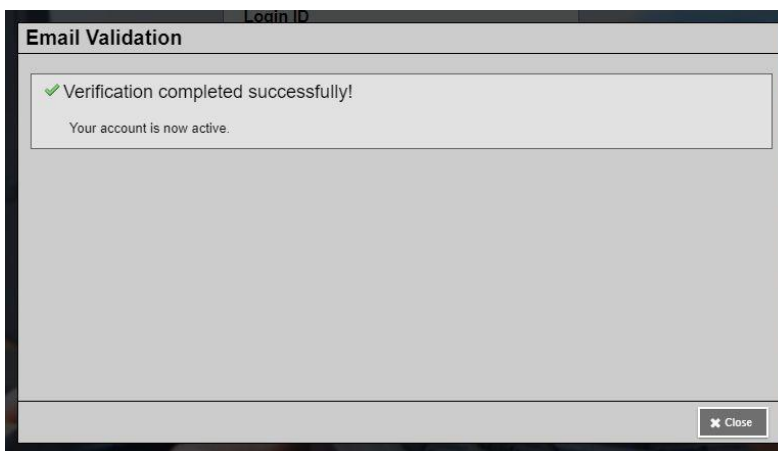 Login ID
Email Validation
Verification completed successfully!
Your account is now active.
Close